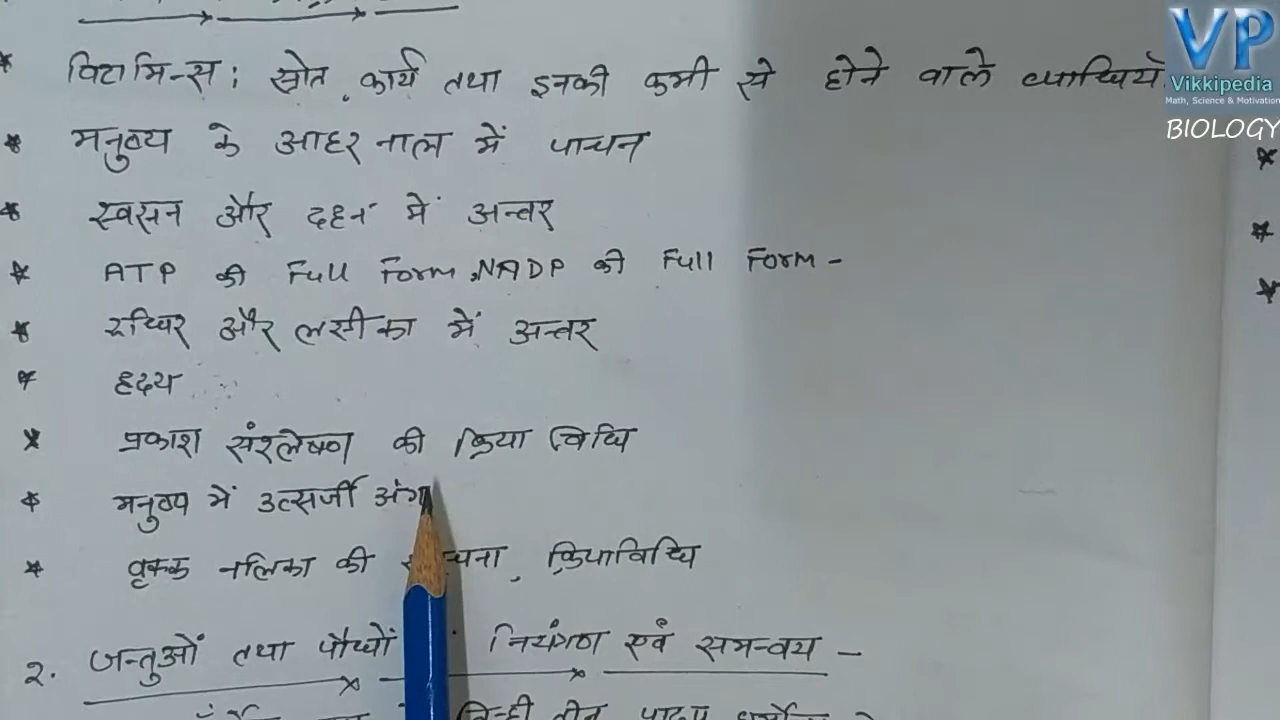 * विटामिन्स; स्रोत, कार्य तथा इनकी कमी से होने वाले व्याधियाँ
* मनुष्य के आहर नाल में पाचन
* स्वसन और दहन में अन्तर
* ATP की Full Form, NADP की Full Form -
* रुधिर और लसीका में अन्तर
* हृदय
* प्रकाश संश्लेषण की क्रिया विधि
* मनुष्य में उत्सर्जी अंग
* वृक्क नलिका की चना, क्रियाविधि
2. जन्तुओं तथा पौधों नियंत्रण एवं समन्वय -
VP
Vikkipedia
Math, Science & Motivation
BIOLOGY